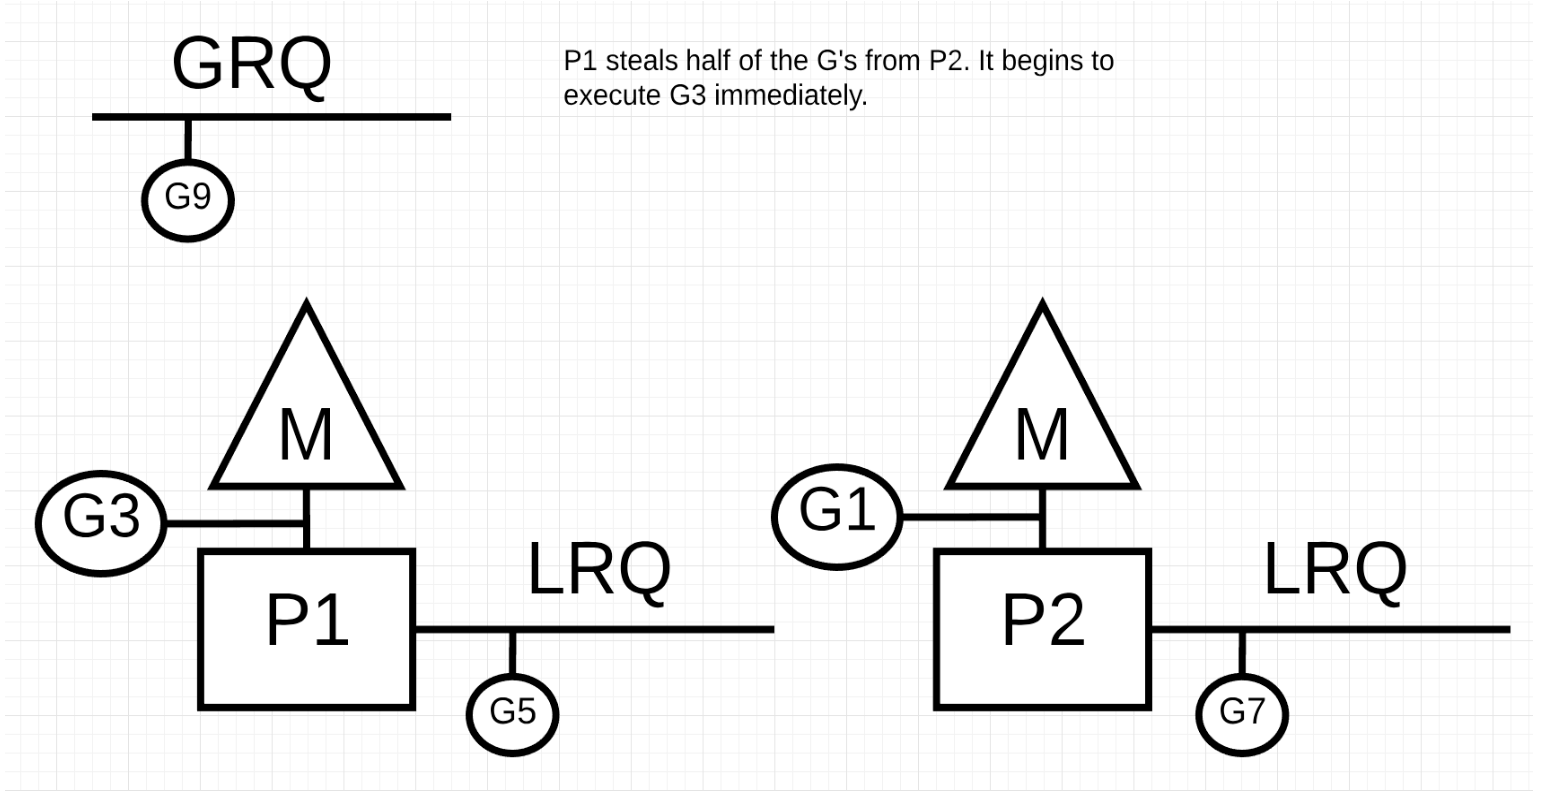 GRQ
P1 steals half of the G's from P2. It begins to
execute G3 immediately.
G9
M
M
G3
G1
LRQ
LRQ
P1
P2
G5
G7